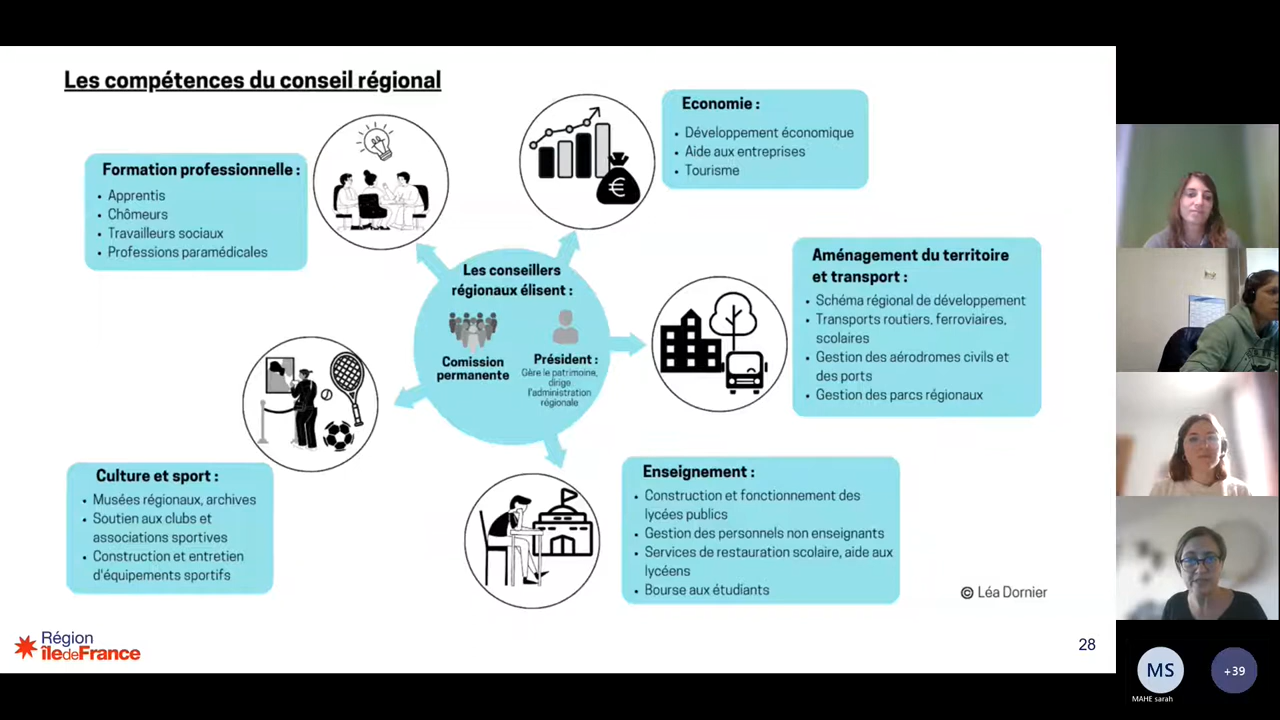 Les compétences du conseil régional
Formation professionnelle :
• Apprentis
• Chômeurs
• Travailleurs sociaux
• Professions paramédicales
Economie :
• Développement économique
• Aide aux entreprises
• Tourisme
Les conseillers
régionaux élisent :
Comission
permanente
Président :
Gère le patrimoine,
dirige
l'administration
régionale
Aménagement du territoire
et transport :
• Schéma régional de développement
• Transports routiers, ferroviaires,
scolaires
• Gestion des aérodromes civils et
des ports
• Gestion des parcs régionaux
Culture et sport :
• Musées régionaux, archives
• Soutien aux clubs et
associations sportives
• Construction et entretien
d'équipements sportifs
Enseignement :
• Construction et fonctionnement des
lycées publics
• Gestion des personnels non enseignants
• Services de restauration scolaire, aide aux
lycéens
• Bourse aux étudiants
© Léa Dornier
Région
îledeFrance
28
MS
MAHE sarah
+39